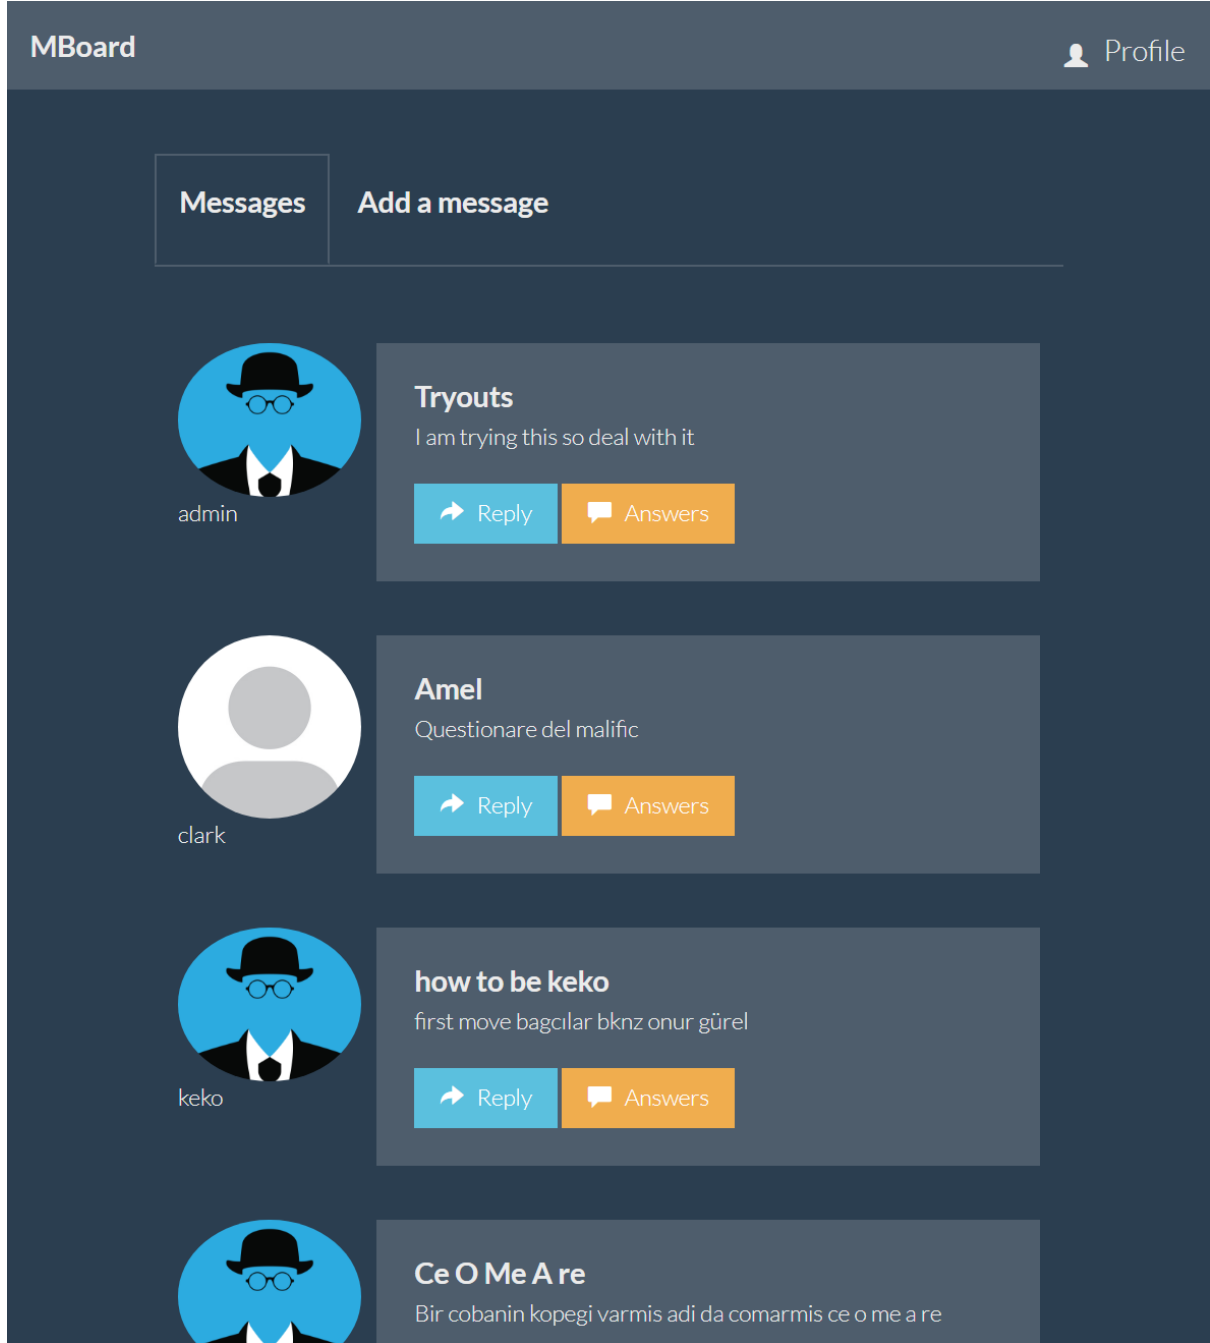 MBoard
Profile
Messages
Add a message
Tryouts
I am trying this so deal with it
Reply
Answers
admin
Amel
Questionare del malific
Reply
Answers
clark
how to be keko
first move bagcılar bknz onur gürel
Reply
Answers
keko
Ce O Me A re
Bir cobanin kopegi varmis adi da comarmis ce o me a re